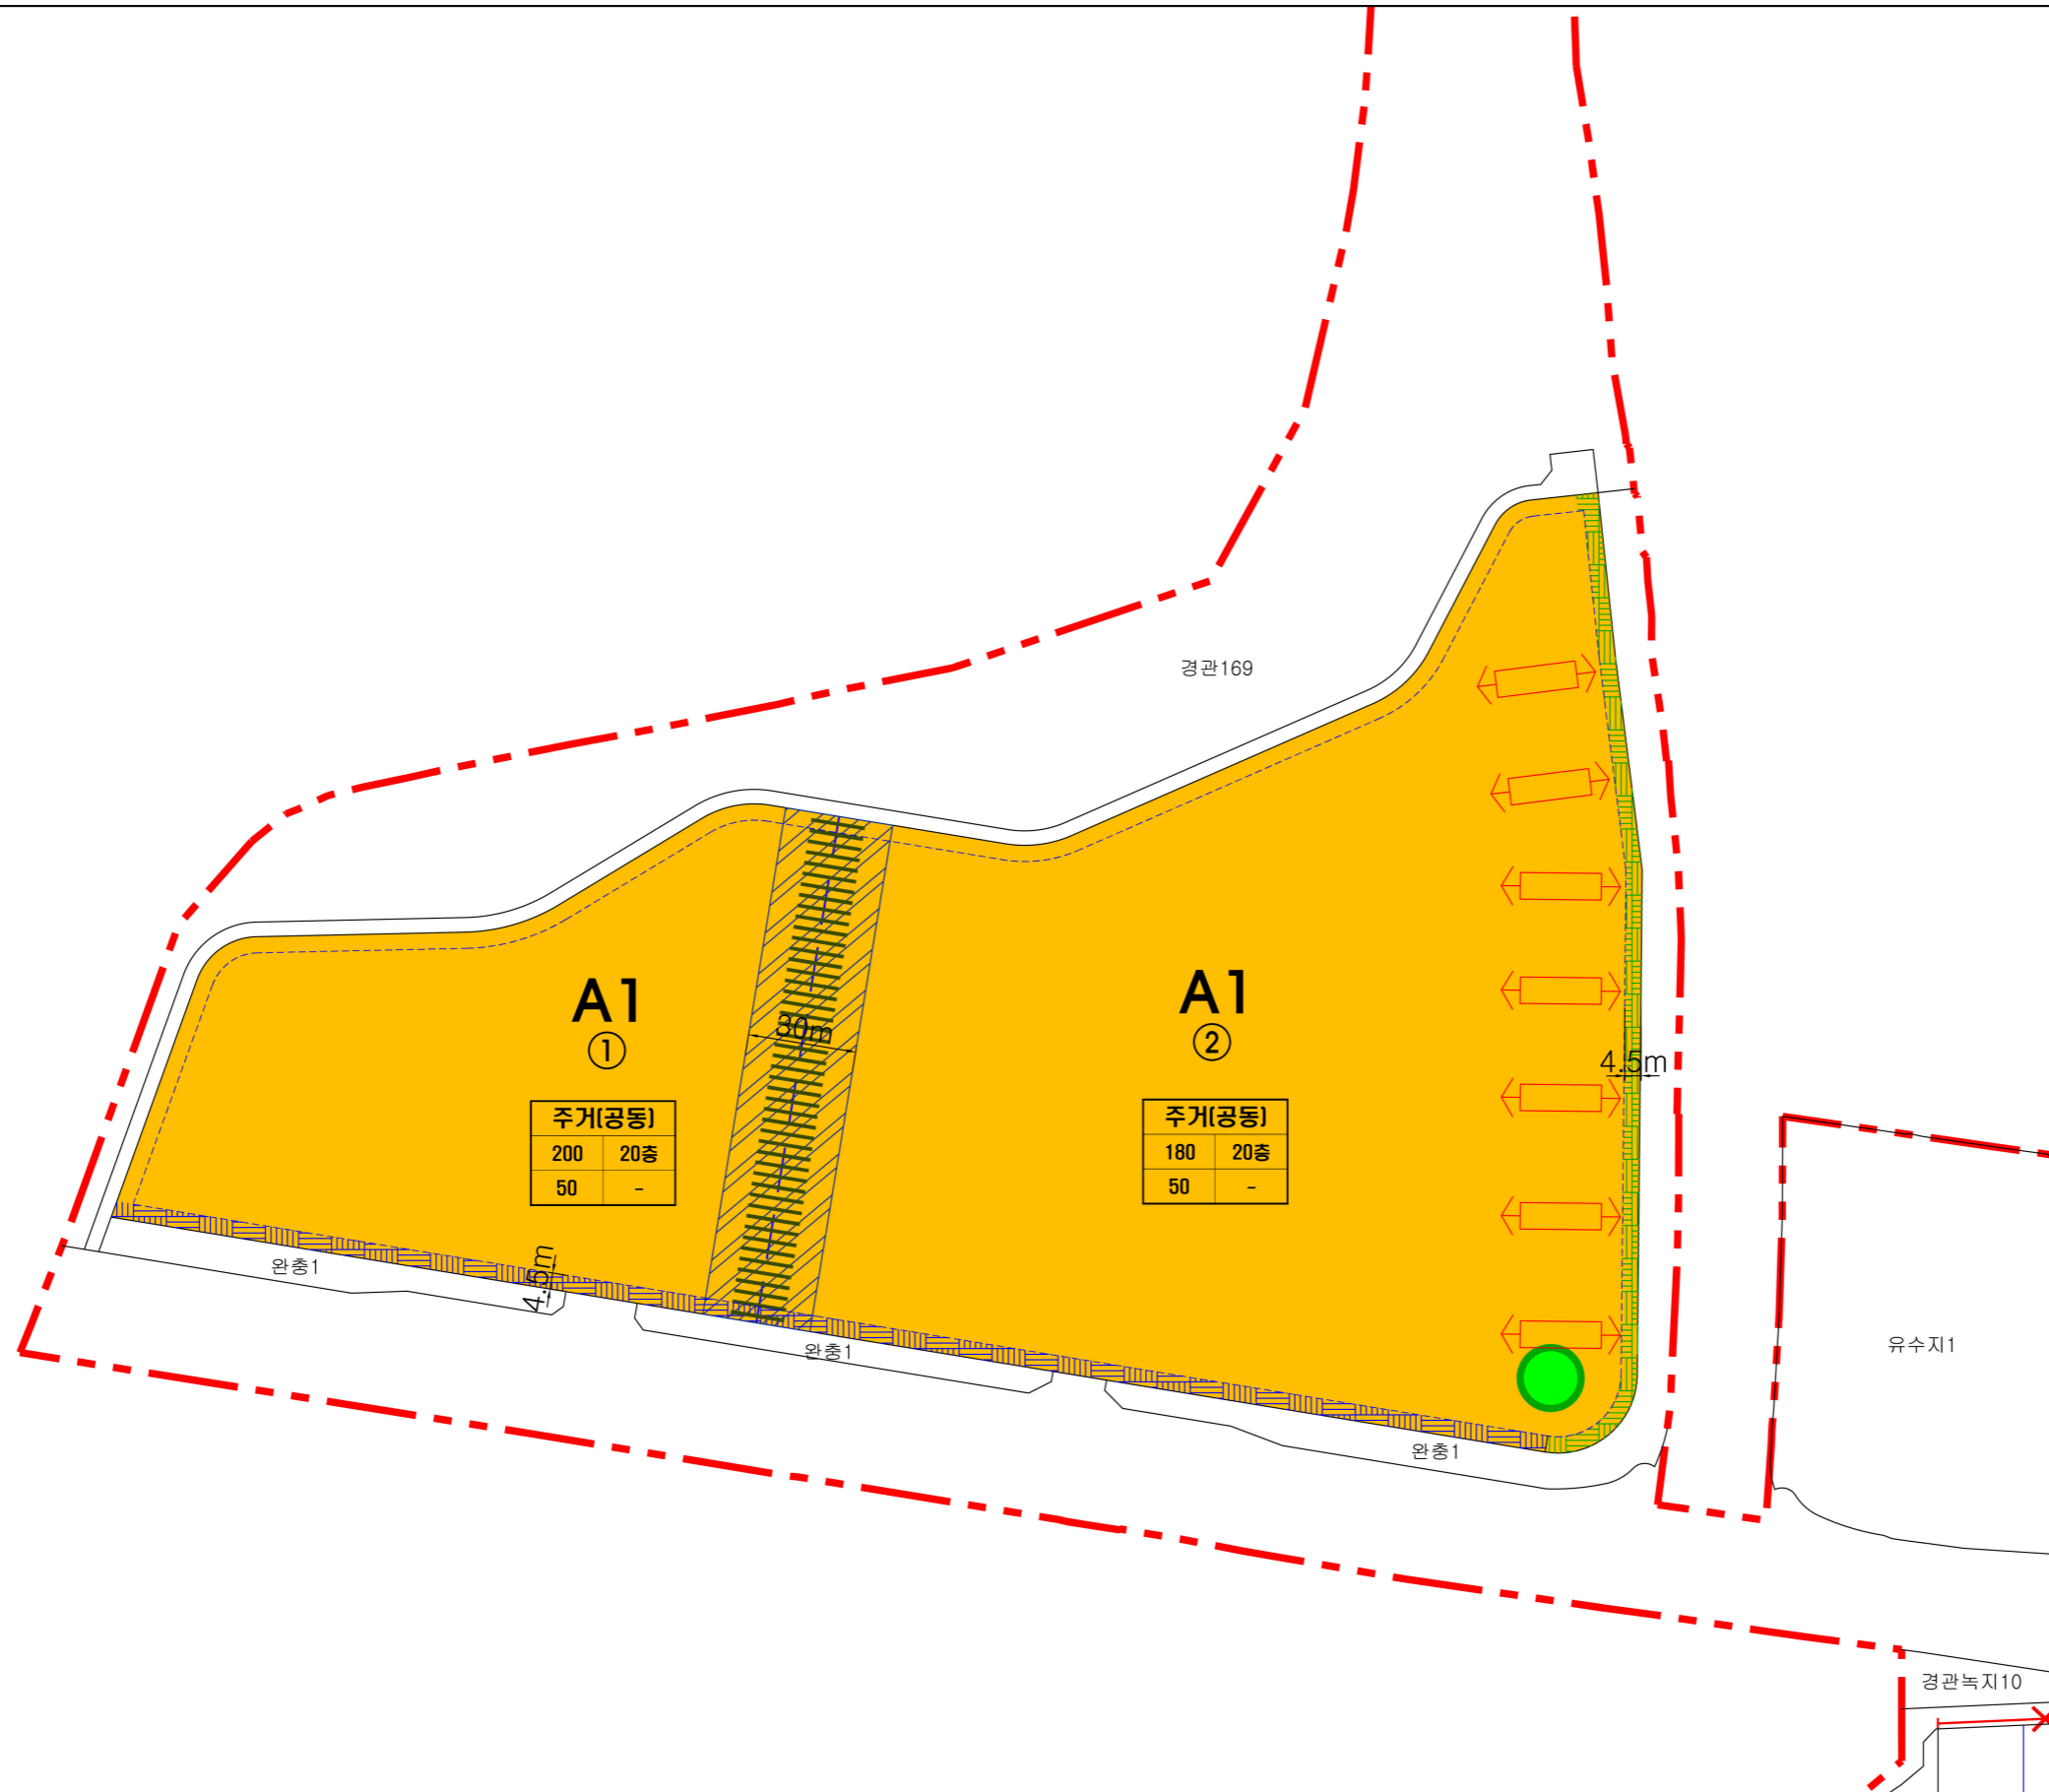 경관169
A1
①
A1
②
30m
4.5m
주거(공동)
200 20층
50 -
주거(공동)
180 20층
50 -
완충1
4.5m
완충1
완충1
유수지1
경관녹지10